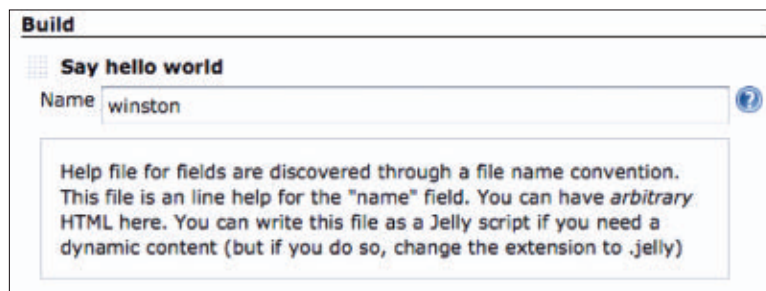 Build
Say hello world
Name winston
Help file for fields are discovered through a file name convention.
This file is an line help for the "name" field. You can have arbitrary
HTML here. You can write this file as a Jelly script if you need a
dynamic content (but if you do so, change the extension to .jelly)